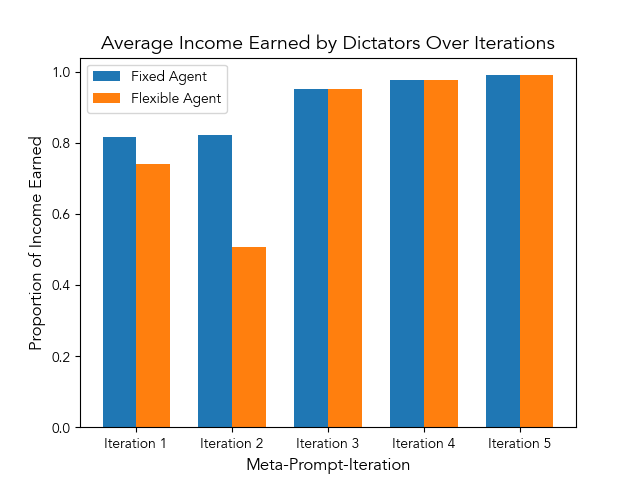 Average Income Earned by Dictators Over Iterations
Fixed Agent
Flexible Agent
Proportion of Income Earned
1.0
0.8
0.6
0.4
0.2
0.0
Iteration 1 Iteration 2 Iteration 3 Iteration 4 Iteration 5
Meta-Prompt-Iteration